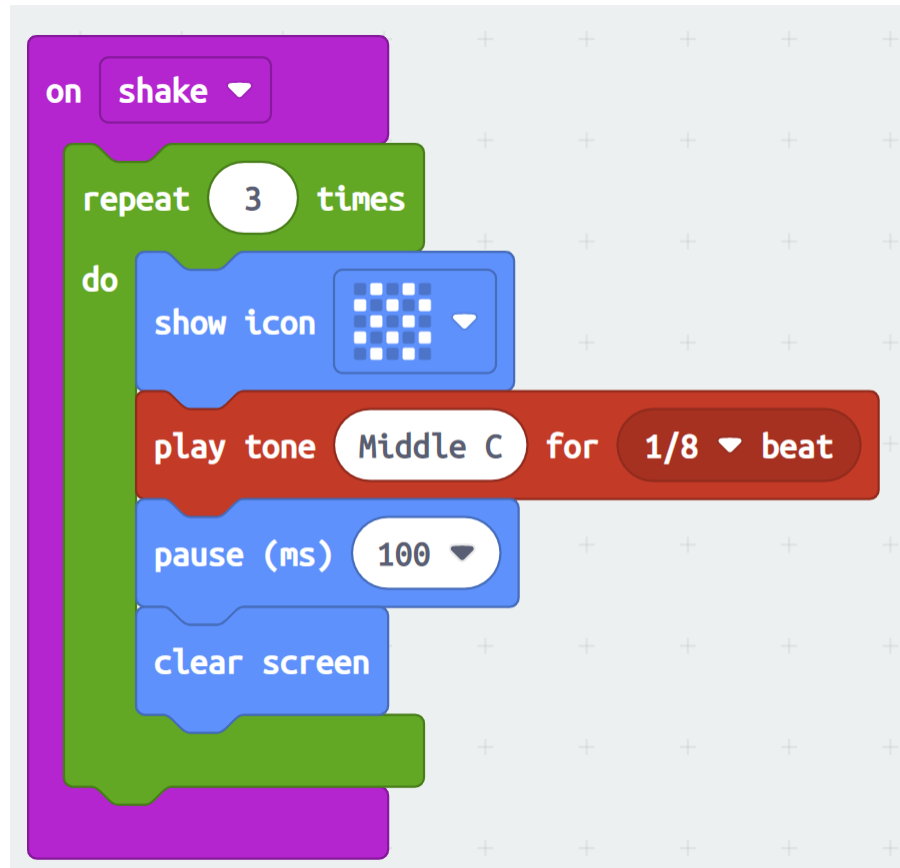 on shake
repeat 3 times
do
show icon
play tone Middle C for 1/8 beat
pause (ms) 100
clear screen